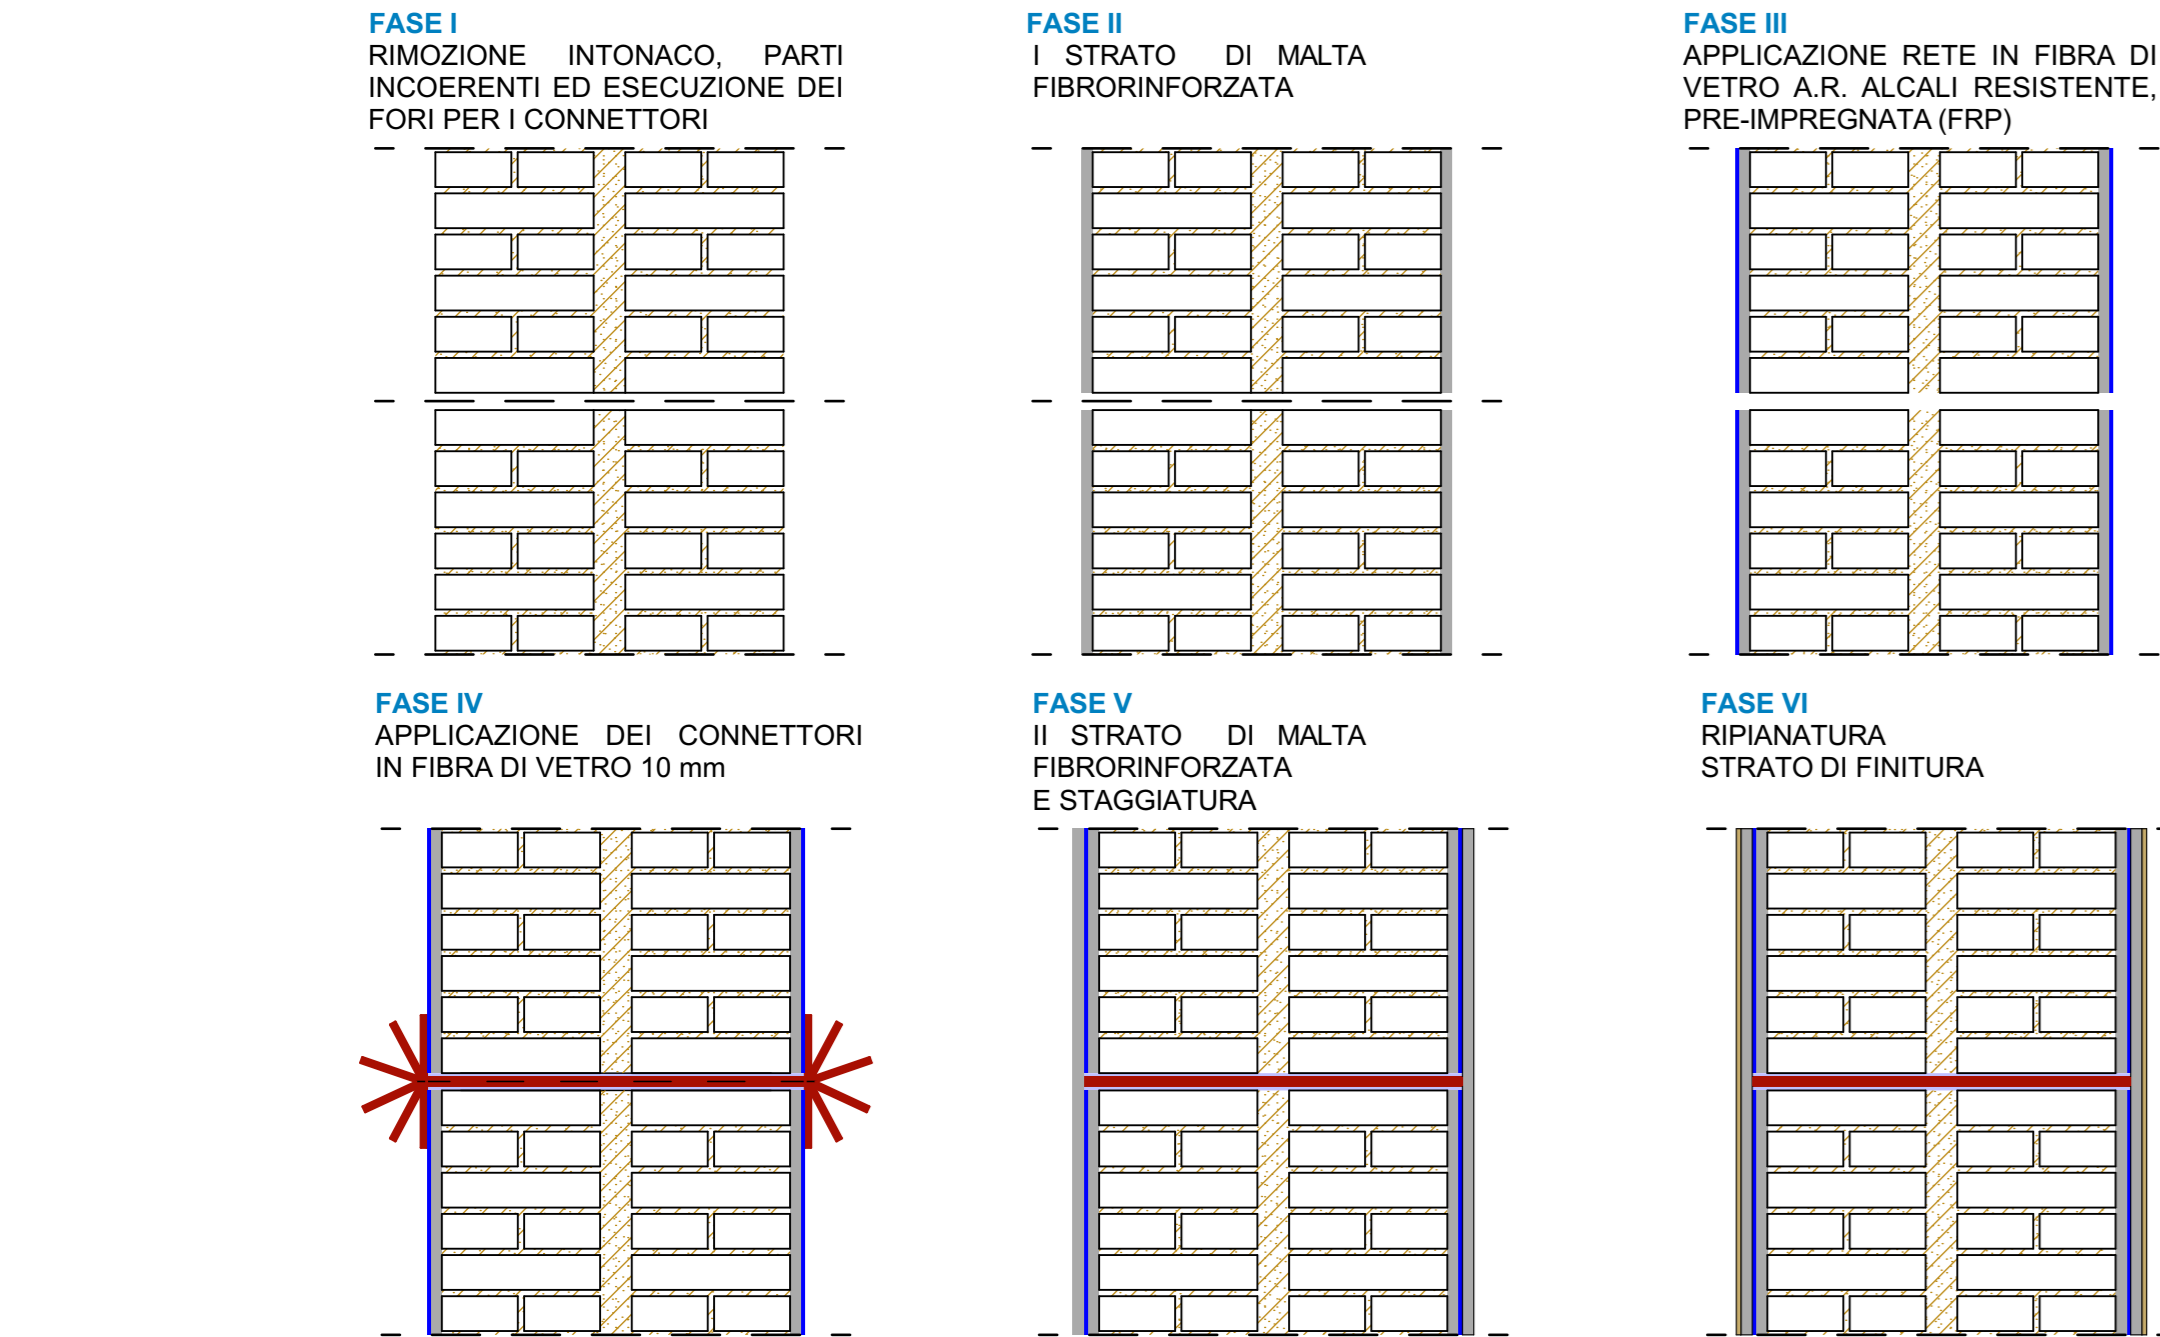 FASE I
RIMOZIONE INTONACO, PARTI
INCOERENTI ED ESECUZIONE DEI
FORI PER I CONNETTORI
FASE II
I STRATO DI MALTA
FIBRORINFORZATA
FASE III
APPLICAZIONE RETE IN FIBRA DI
VETRO A.R. ALCALI RESISTENTE,
PRE-IMPREGNATA (FRP)
FASE IV
APPLICAZIONE DEI CONNETTORI
IN FIBRA DI VETRO 10 mm
FASE V
II STRATO DI MALTA
FIBRORINFORZATA
E STAGGIATURA
FASE VI
RIPIANATURA
STRATO DI FINITURA